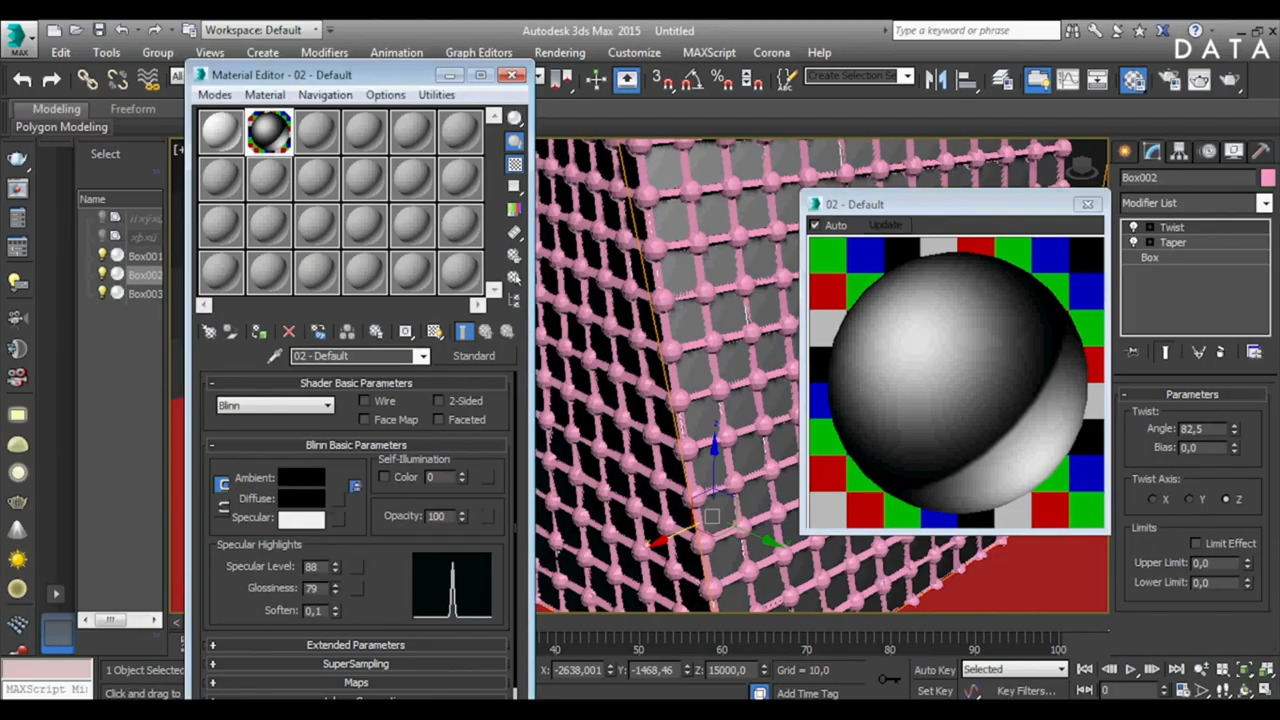 Workspace: Default
Autodesk 3ds Max 2015 Untitled
Type a keyword or phrase
MAX
Edit Tools Group Views Create Modifiers Animation Graph Editors Rendering Customize MAXScript Corona Help
DATA
All
Create Selection Se
Modeling Freeform
Polygon Modeling
Select
Name
Box001
Box002
Box003
Material Editor - 02 - Default
Modes Material Navigation Options Utilities
02 - Default Standard
- Shader Basic Parameters
Blinn Wire 2-Sided
Face Map Faceted
- Blinn Basic Parameters
Self-Illumination
Ambient: Color 0
Diffuse:
Specular: Opacity: 100
Specular Highlights
Specular Level: 88
Glossiness: 79
Soften: 0,1
+ Extended Parameters
+ SuperSampling
+ Maps
02 - Default
Auto Update
Box002
Modifier List
Twist
Taper
Box
- Parameters
Twist:
Angle: 82,5
Bias: 0,0
Twist Axis:
X Y Z
Limits
Limit Effect
Upper Limit: 0,0
Lower Limit: 0,0
40 50 60 70 80 90 100
1 Object Selected
X: -2638,001 Y: -1468,46 Z: 15000,0 Grid = 10,0
Auto Key Selected
MAXScript Mi
Click and drag to
Add Time Tag
Set Key Key Filters...
0